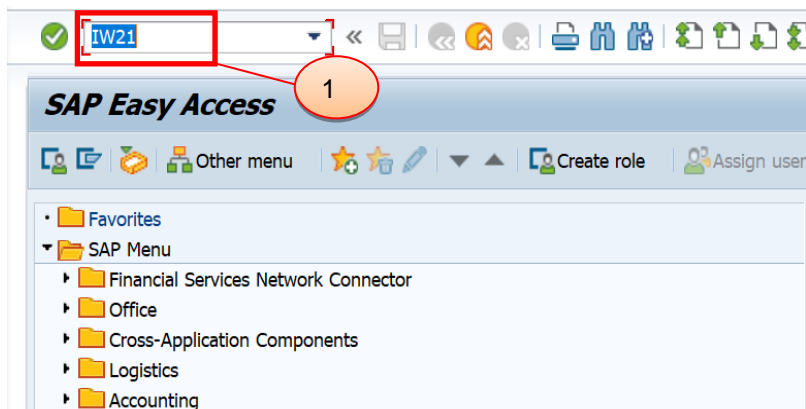 IW21
1
SAP Easy Access
Other menu Create role Assign user
Favorites
SAP Menu
Financial Services Network Connector
Office
Cross-Application Components
Logistics
Accounting